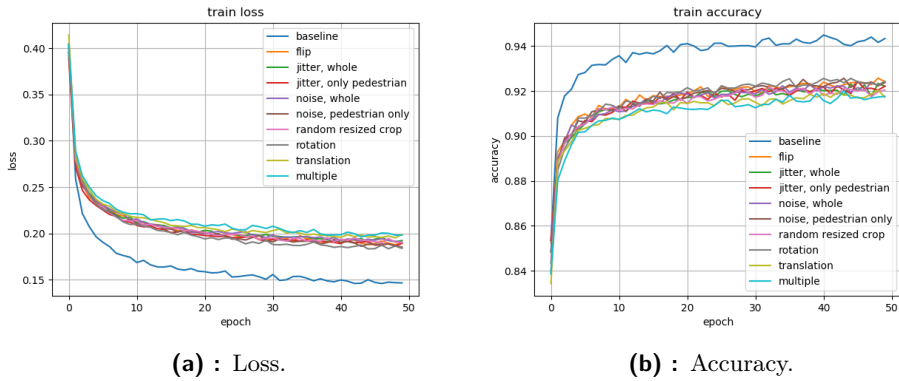 train loss
0.40
0.35
0.30
0.25
0.20
0.15
loss
0 10 20 30 40 50
epoch
baseline
flip
jitter, whole
jitter, only pedestrian
noise, whole
noise, pedestrian only
random resized crop
rotation
translation
multiple
(a) : Loss.
train accuracy
0.94
0.92
0.90
0.88
0.86
0.84
accuracy
0 10 20 30 40 50
epoch
baseline
flip
jitter, whole
jitter, only pedestrian
noise, whole
noise, pedestrian only
random resized crop
rotation
translation
multiple
(b) : Accuracy.